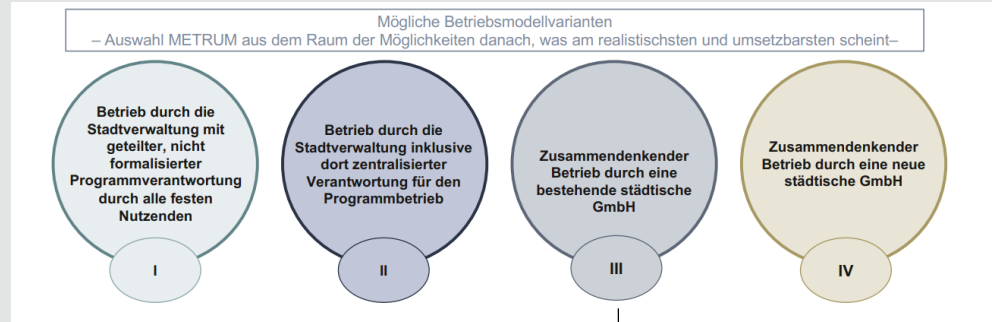 Mögliche Betriebsmodellvarianten
– Auswahl METRUM aus dem Raum der Möglichkeiten danach, was am realistischsten und umsetzbarsten scheint–
Betrieb durch die
Stadtverwaltung mit
geteilter, nicht
formalisierter
Programmverantwortung
durch alle festen
Nutzenden
I
Betrieb durch die
Stadtverwaltung inklusive
dort zentralisierter
Verantwortung für den
Programmbetrieb
II
Zusammendenkender
Betrieb durch eine
bestehende städtische
GmbH
III
Zusammendenkender
Betrieb durch eine neue
städtische GmbH
IV